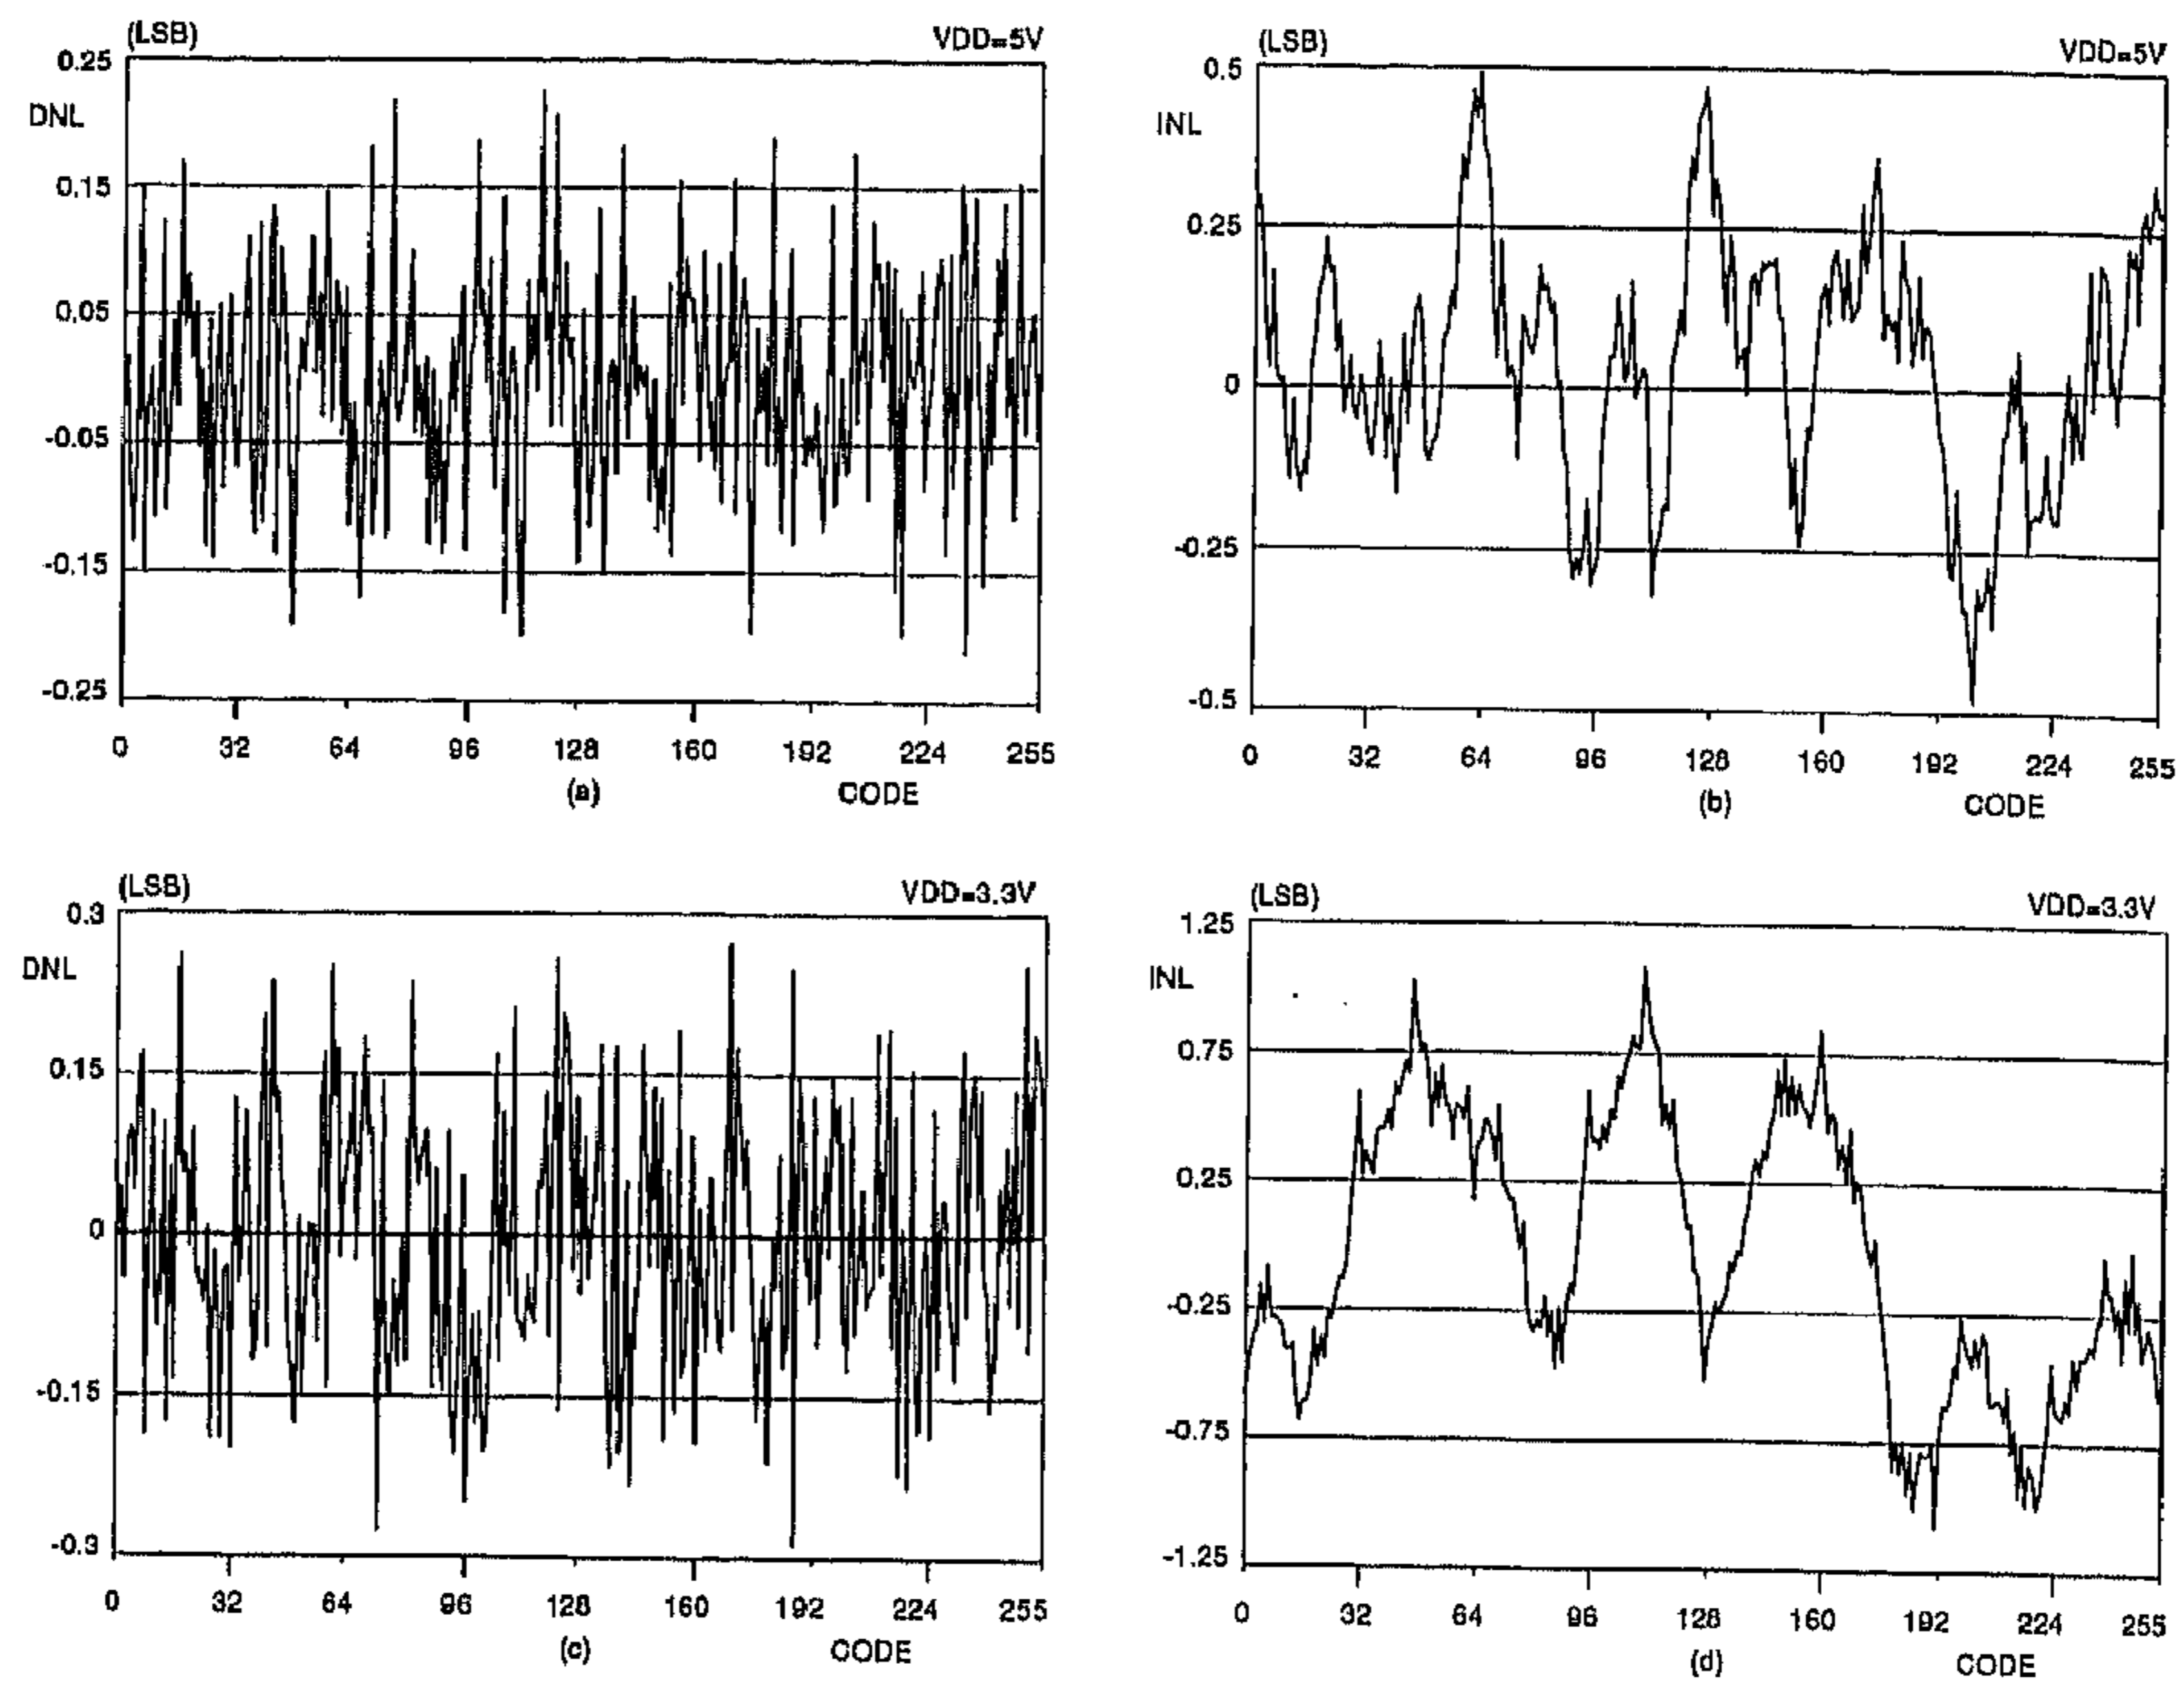 (LSB) VDD=5V
0.25
DNL
0.15
0.05
-0.05
-0.15
-0.25
0 32 64 96 128 160 192 224 255
(a) CODE
(LSB) VDD=5V
0.5
INL
0.25
0
-0.25
-0.5
0 32 64 96 128 160 192 224 255
(b) CODE
(LSB) VDD=3.3V
0.3
DNL
0.15
0
-0.15
-0.3
0 32 64 96 128 160 192 224 255
(c) CODE
(LSB) VDD=3.3V
1.25
INL
0.75
0.25
-0.25
-0.75
-1.25
0 32 64 96 128 160 192 224 255
(d) CODE